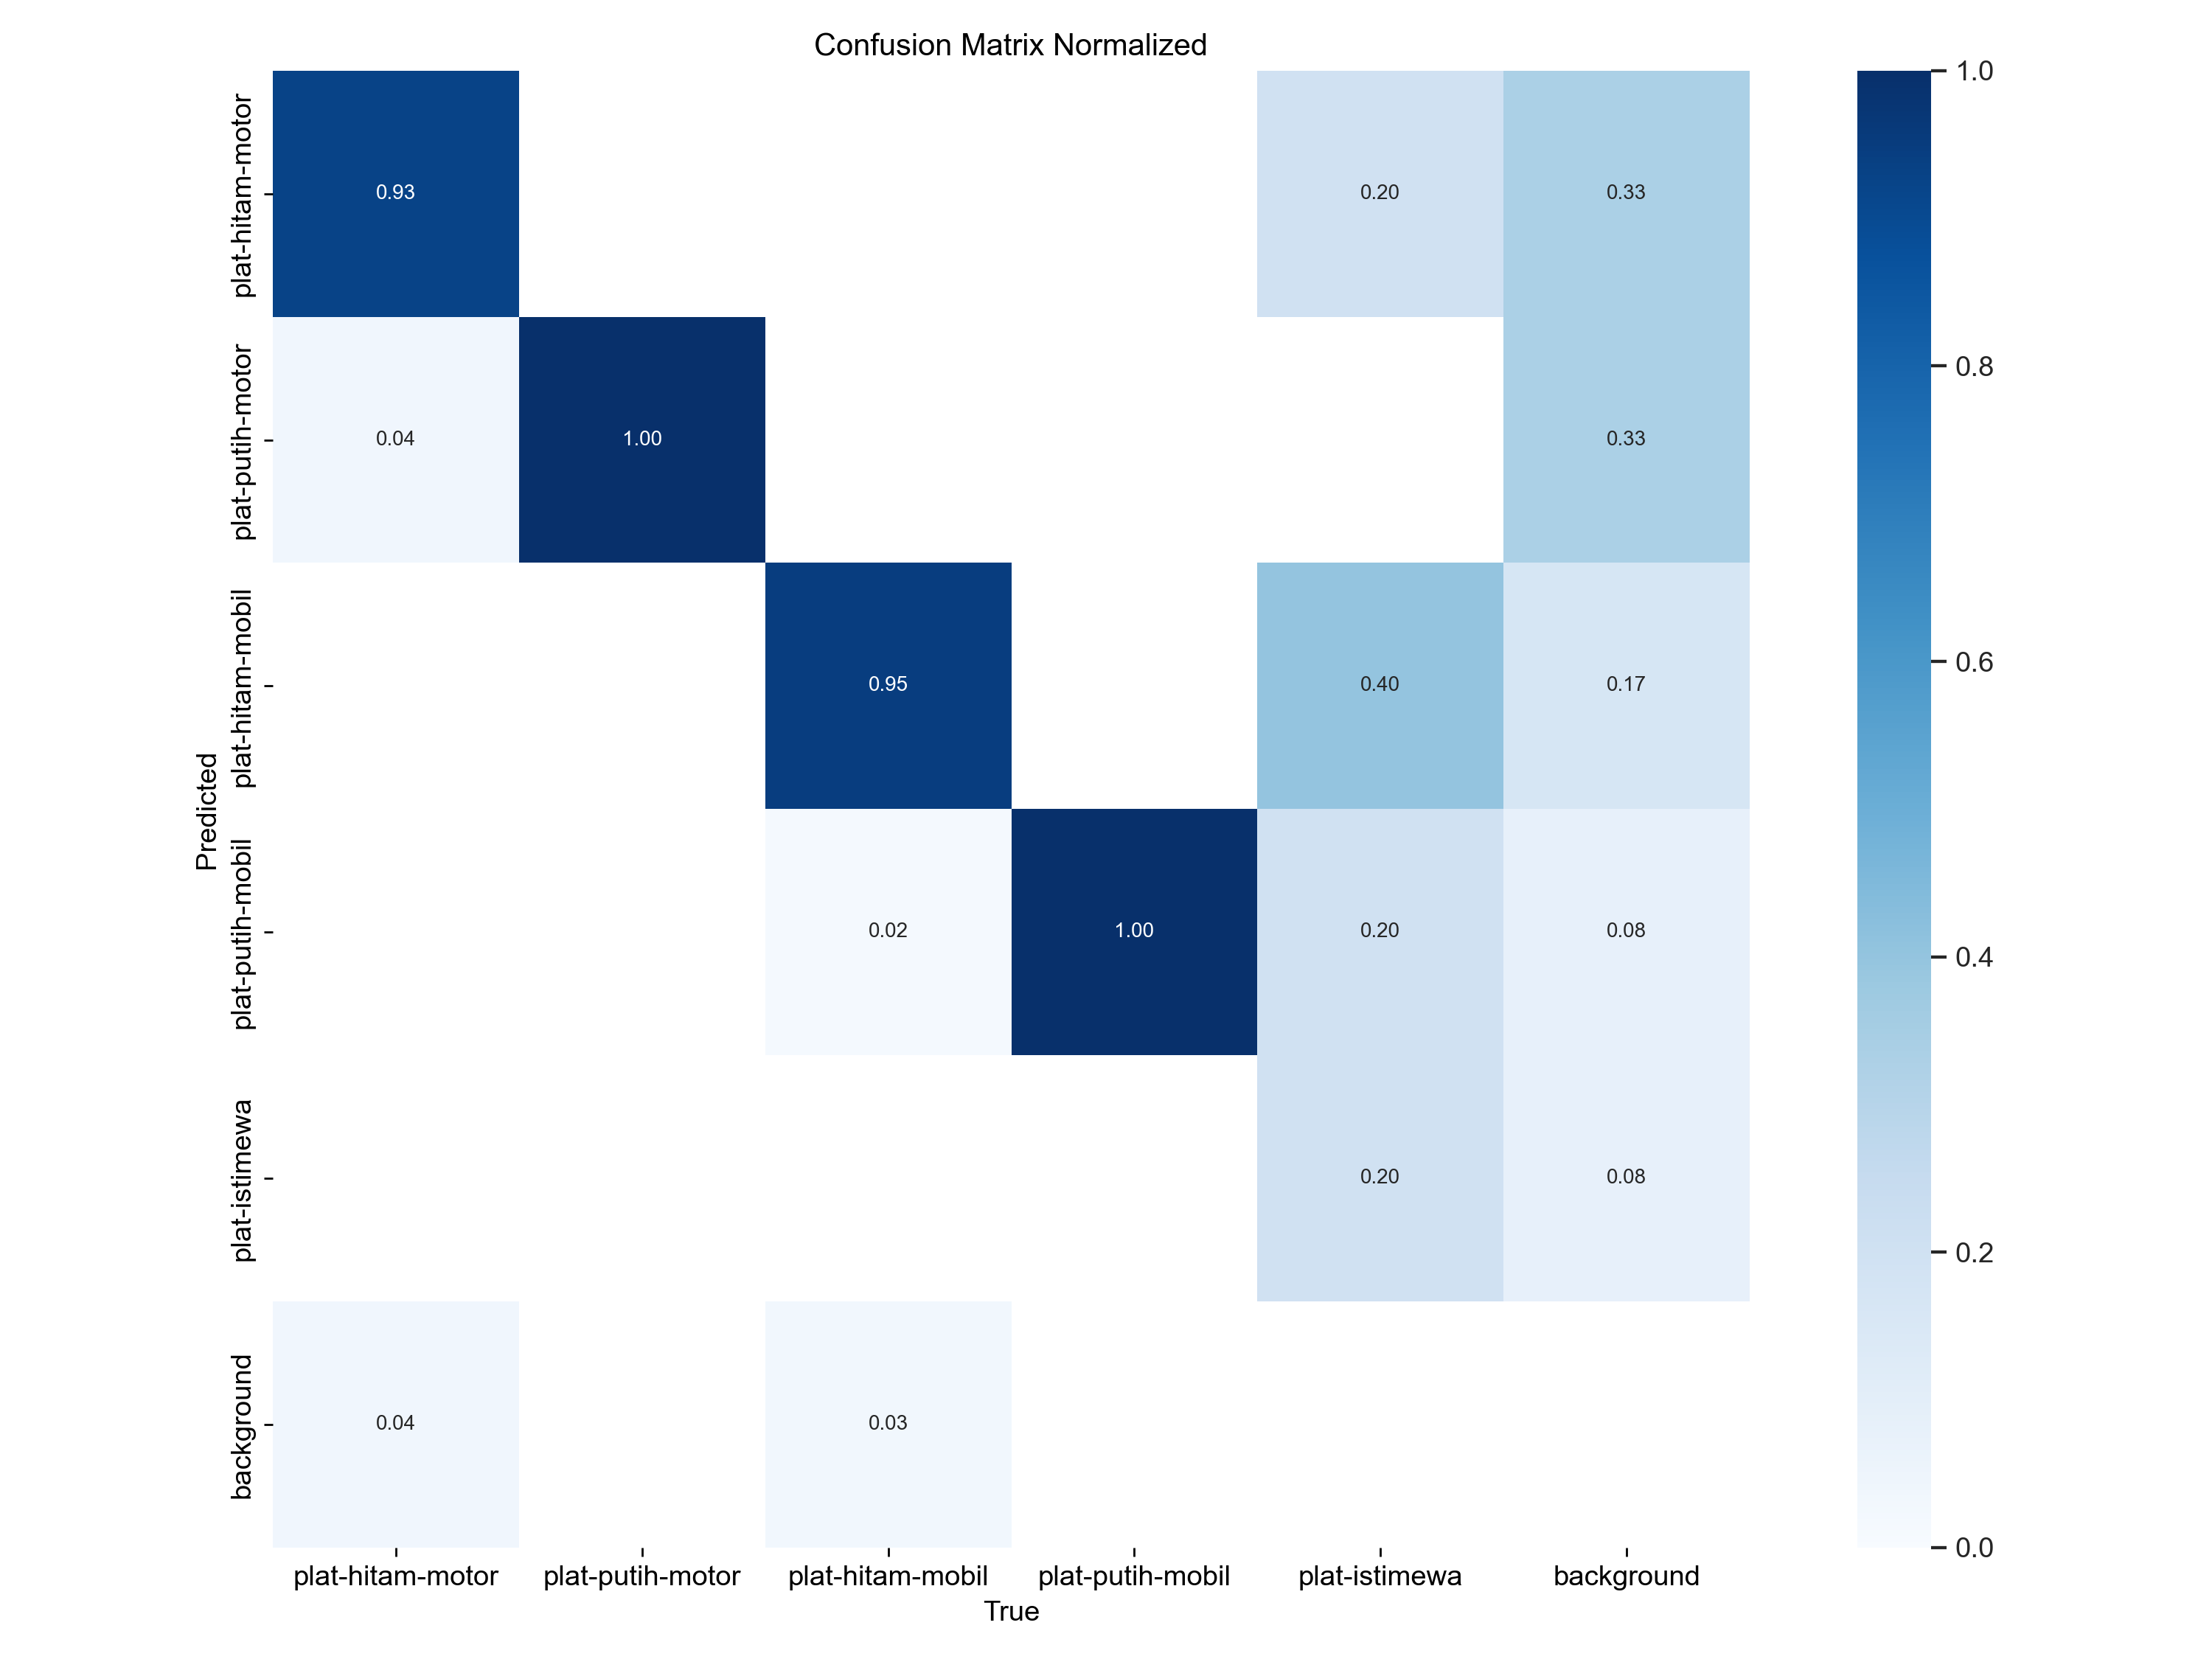 Confusion Matrix Normalized
Predicted
plat-hitam-motor
0.93
0.20
0.33
plat-putih-motor
0.04
1.00
0.33
plat-hitam-mobil
0.95
0.40
0.17
plat-putih-mobil
0.02
1.00
0.20
0.08
plat-istimewa
0.20
0.08
background
0.04
0.03
plat-hitam-motor
plat-putih-motor
plat-hitam-mobil
plat-putih-mobil
plat-istimewa
background
True
1.0
0.8
0.6
0.4
0.2
0.0